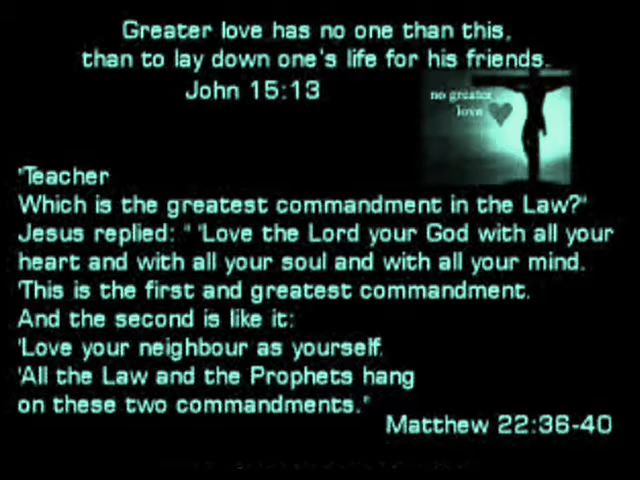 Greater love has no one than this,
than to lay down one's life for his friends.
John 15:13
no greater
love
"Teacher
Which is the greatest commandment in the Law?"
Jesus replied: " 'Love the Lord your God with all your
heart and with all your soul and with all your mind.
'This is the first and greatest commandment.
And the second is like it:
'Love your neighbour as yourself.
'All the Law and the Prophets hang
on these two commandments."
Matthew 22:36-40